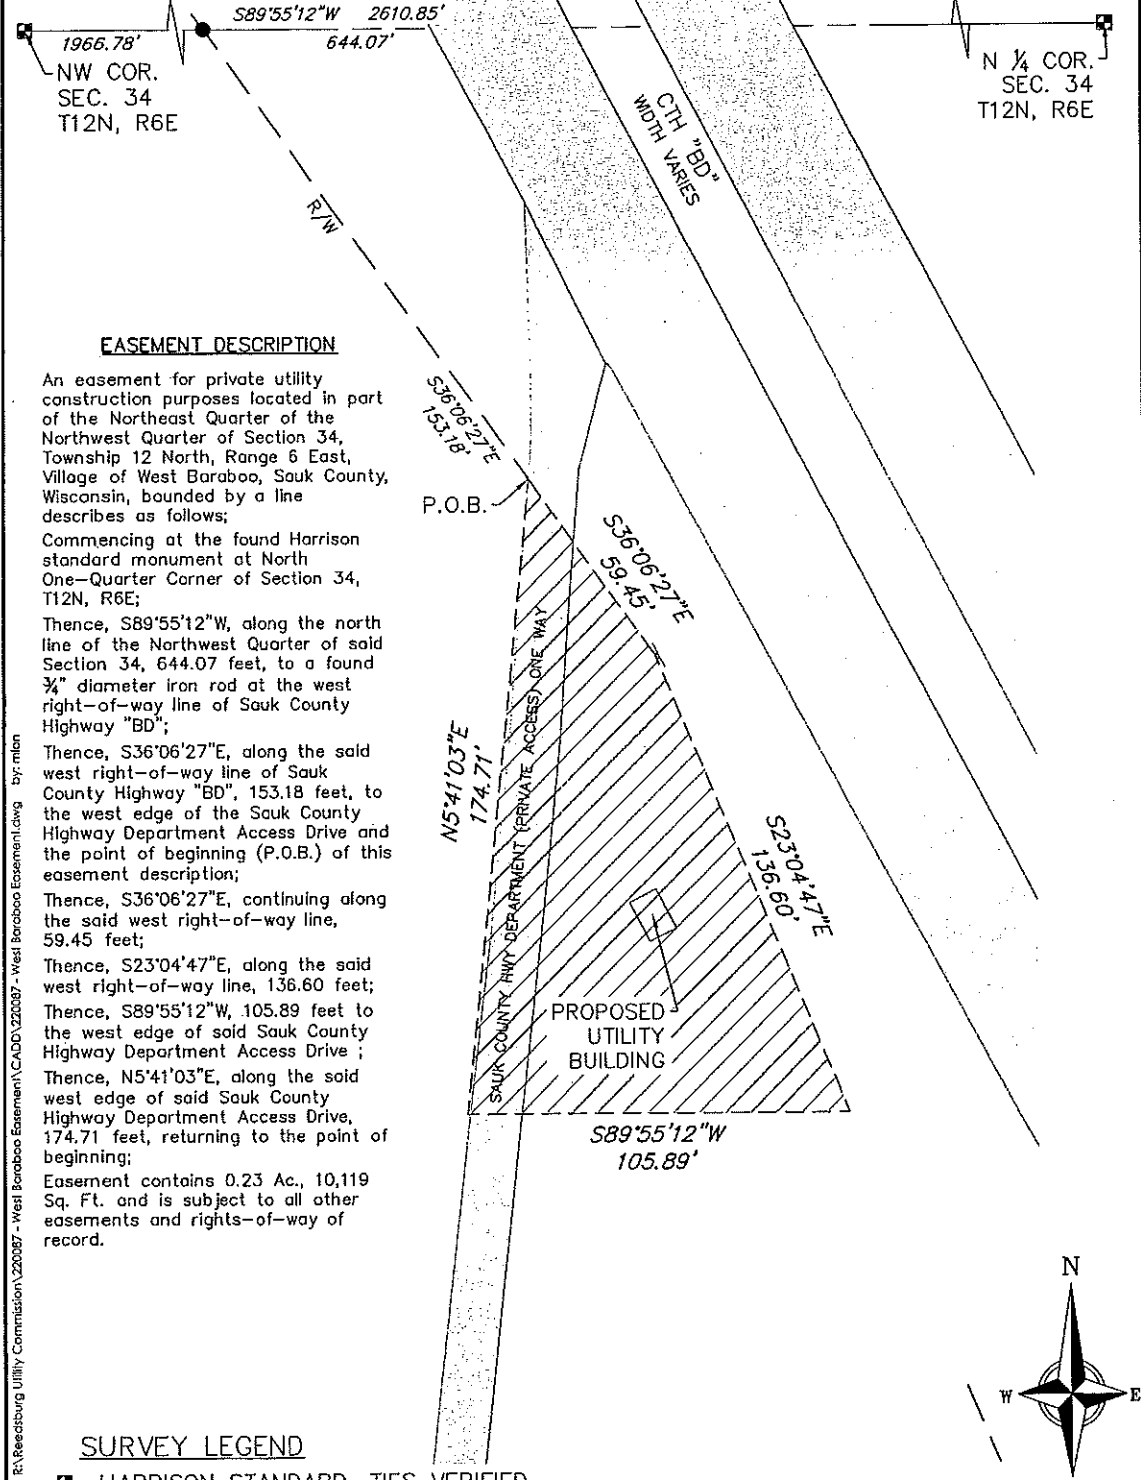 S89°55'12"W 2610.85'
1966.78'
644.07'
NW COR.
SEC. 34
T12N, R6E
N ¼ COR.
SEC. 34
T12N, R6E
CTH "BD"
WIDTH VARIES
R/W
EASEMENT DESCRIPTION
An easement for private utility
construction purposes located in part
of the Northeast Quarter of the
Northwest Quarter of Section 34,
Township 12 North, Range 6 East,
Village of West Baraboo, Sauk County,
Wisconsin, bounded by a line
describes as follows;
Commencing at the found Harrison
standard monument at North
One-Quarter Corner of Section 34,
T12N, R6E;
Thence, S89°55'12"W, along the north
line of the Northwest Quarter of said
Section 34, 644.07 feet, to a found
¾" diameter iron rod at the west
right-of-way line of Sauk County
Highway "BD";
Thence, S36°06'27"E, along the said
west right-of-way line of Sauk
County Highway "BD", 153.18 feet, to
the west edge of the Sauk County
Highway Department Access Drive and
the point of beginning (P.O.B.) of this
easement description;
Thence, S36°06'27"E, continuing along
the said west right-of-way line,
59.45 feet;
Thence, S23°04'47"E, along the said
west right-of-way line, 136.60 feet;
Thence, S89°55'12"W, 105.89 feet to
the west edge of said Sauk County
Highway Department Access Drive ;
Thence, N5°41'03"E, along the said
west edge of said Sauk County
Highway Department Access Drive,
174.71 feet, returning to the point of
beginning;
Easement contains 0.23 Ac., 10,119
Sq. Ft. and is subject to all other
easements and rights-of-way of
record.
S36°06'27"E
153.18'
P.O.B.
S36°06'27"E
59.45'
N5°41'03"E
174.71'
SAUK COUNTY HWY DEPARTMENT (PRIVATE ACCESS) ONE WAY
S23°04'47"E
136.60'
PROPOSED
UTILITY
BUILDING
S89°55'12"W
105.89'
N
W
E
SURVEY LEGEND
HARRISON STANDARD, TIES VERIFIED
R:\Reedsburg Utility Commission\220087 - West Baraboo Easement\CADD\220087 - West Baraboo Easement.dwg by: mlan